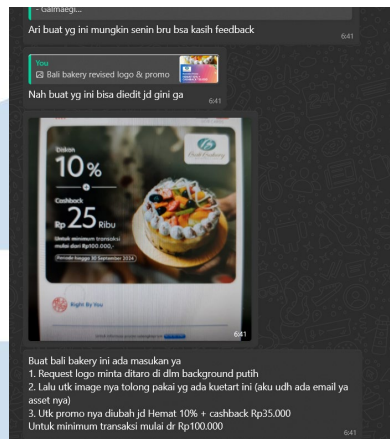 - Galmaegi...
Ari buat yg ini mungkin senin bru bsa kasih feedback
6:41
You
Bali bakery revised logo & promo
Nah buat yg ini bisa diedit jd gini ga
6:41
Diskon
10%
Cashback
Rp 25 Ribu
Untuk minimum transaksi
mulai dari Rp100.000,-
Periode hingga 30 September 2024
Bali Bakery
Right By You
6:41
Buat bali bakery ini ada masukan ya
1. Request logo minta ditaro di dlm background putih
2. Lalu utk image nya tolong pakai yg ada kuetart ini (aku udh ada email ya
asset nya)
3. Utk promo nya diubah jd Hemat 10% + cashback Rp35.000
Untuk minimum transaksi mulai dr Rp100.000
6:41